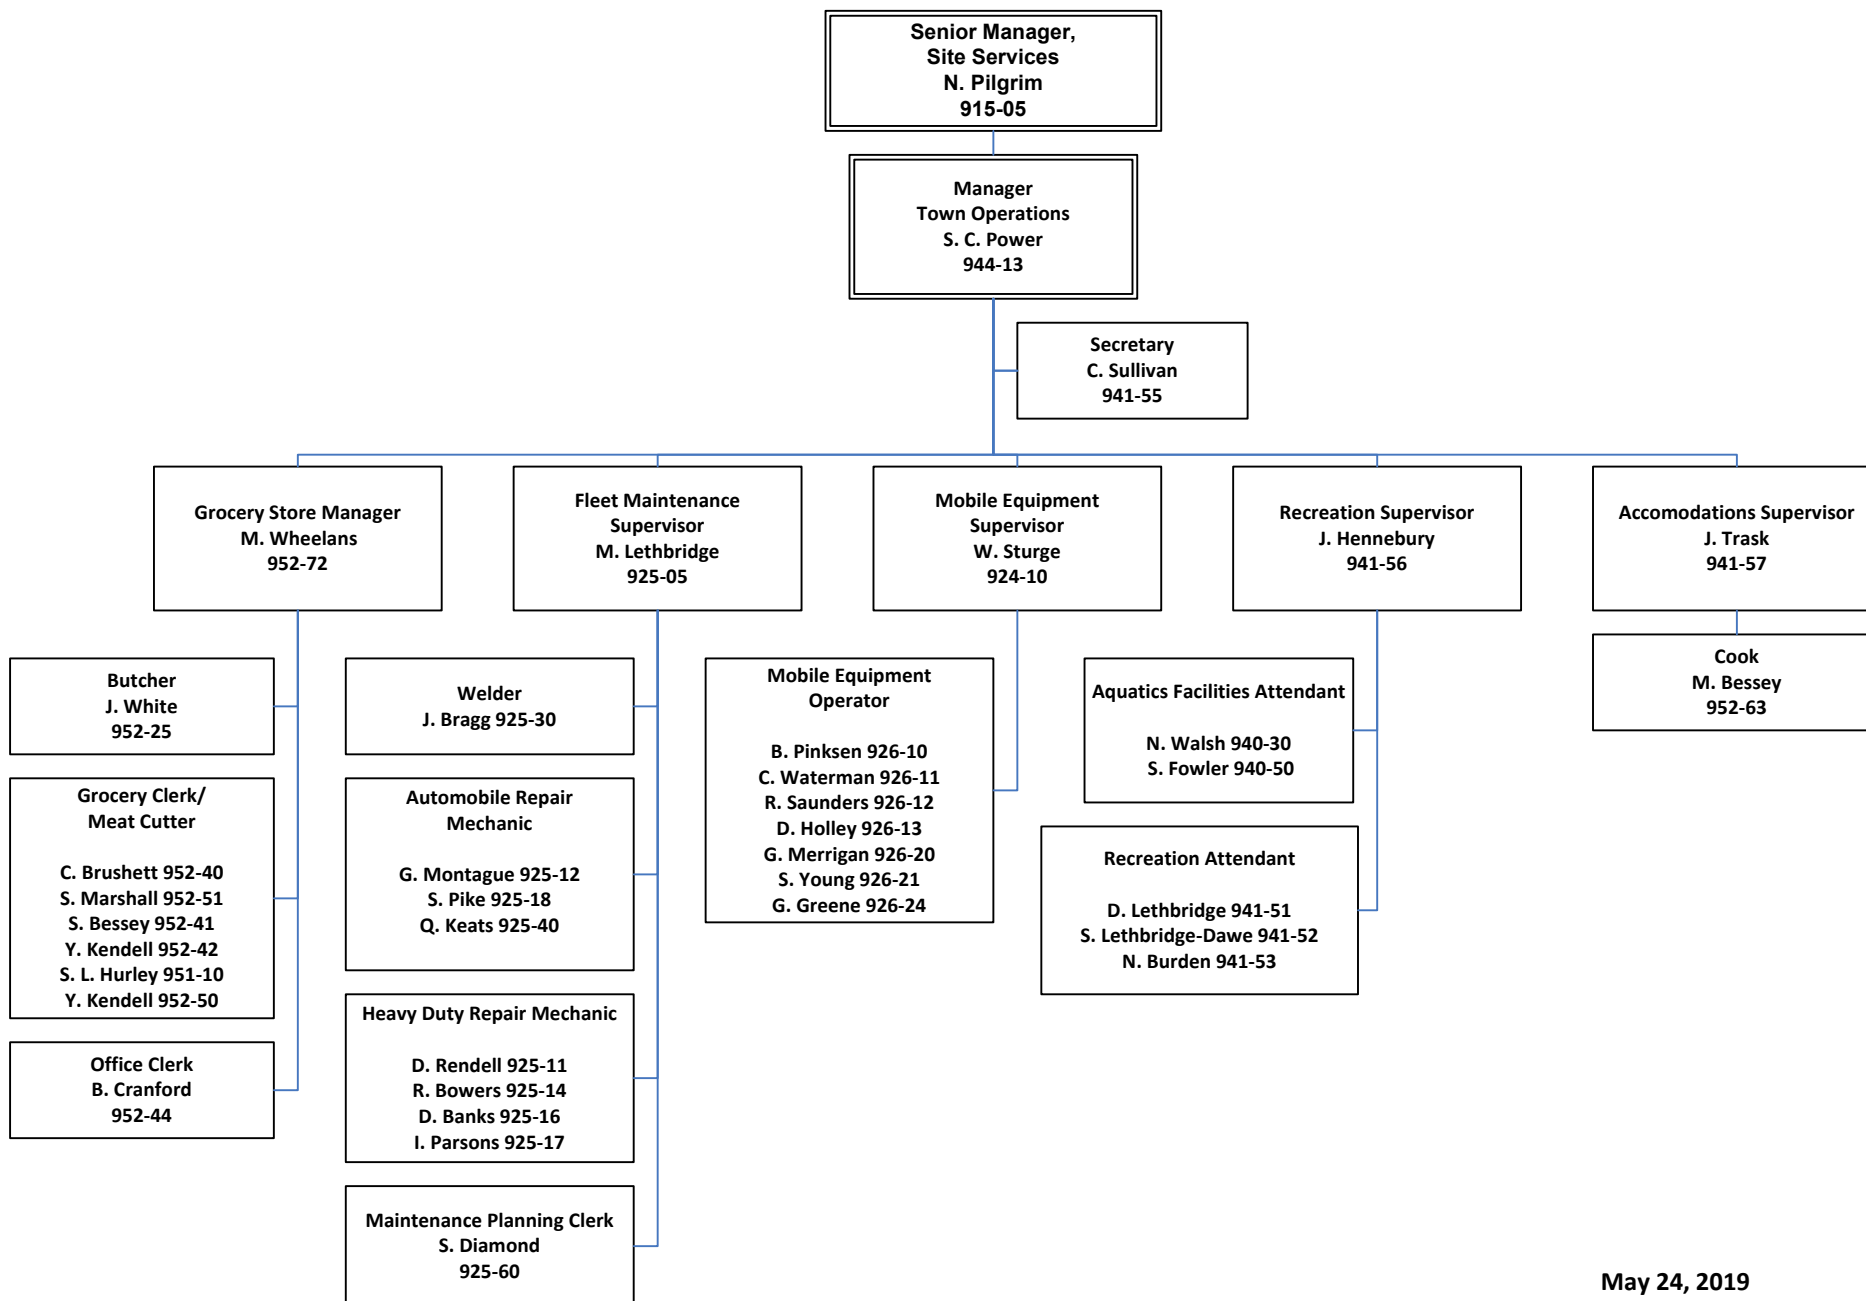 Senior Manager,
Site Services
N. Pilgrim
915-05
Manager
Town Operations
S. C. Power
944-13
Secretary
C. Sullivan
941-55
Grocery Store Manager
M. Wheelans
952-72
Fleet Maintenance
Supervisor
M. Lethbridge
925-05
Mobile Equipment
Supervisor
W. Sturge
924-10
Recreation Supervisor
J. Hennebury
941-56
Accomodations Supervisor
J. Trask
941-57
Butcher
J. White
952-25
Grocery Clerk/
Meat Cutter
C. Brushett 952-40
S. Marshall 952-51
S. Bessey 952-41
Y. Kendell 952-42
S. L. Hurley 951-10
Y. Kendell 952-50
Office Clerk
B. Cranford
952-44
Welder
J. Bragg 925-30
Automobile Repair
Mechanic
G. Montague 925-12
S. Pike 925-18
Q. Keats 925-40
Heavy Duty Repair Mechanic
D. Rendell 925-11
R. Bowers 925-14
D. Banks 925-16
I. Parsons 925-17
Maintenance Planning Clerk
S. Diamond
925-60
Mobile Equipment
Operator
B. Pinksen 926-10
C. Waterman 926-11
R. Saunders 926-12
D. Holley 926-13
G. Merrigan 926-20
S. Young 926-21
G. Greene 926-24
Aquatics Facilities Attendant
N. Walsh 940-30
S. Fowler 940-50
Recreation Attendant
D. Lethbridge 941-51
S. Lethbridge-Dawe 941-52
N. Burden 941-53
Cook
M. Bessey
952-63
May 24, 2019